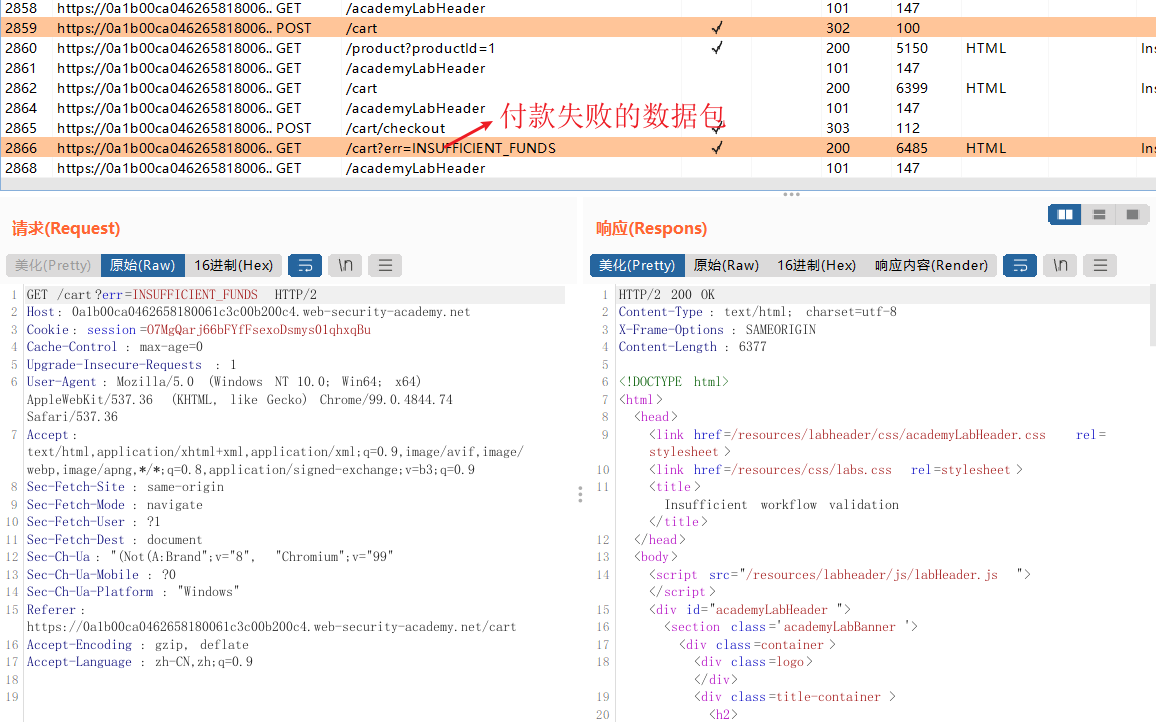 2858 https://0a1b00ca046265818006.. GET /academyLabHeader 101 147
2859 https://0a1b00ca046265818006.. POST /cart ✓ 302 100
2860 https://0a1b00ca046265818006.. GET /product?productId=1 ✓ 200 5150 HTML Ins
2861 https://0a1b00ca046265818006.. GET /academyLabHeader 101 147
2862 https://0a1b00ca046265818006.. GET /cart 200 6399 HTML Ins
2864 https://0a1b00ca046265818006.. GET /academyLabHeader 101 147
付款失败的数据包
2865 https://0a1b00ca046265818006.. POST /cart/checkout ✓ 303 112
2866 https://0a1b00ca046265818006.. GET /cart?err=INSUFFICIENT_FUNDS ✓ 200 6485 HTML Ins
2868 https://0a1b00ca046265818006.. GET /academyLabHeader 101 147
请求(Request)
美化(Pretty) 原始(Raw) 16进制(Hex) \n
1 GET /cart?err=INSUFFICIENT_FUNDS HTTP/2
2 Host: 0a1b00ca0462658180061c3c00b200c4.web-security-academy.net
3 Cookie: session=O7MgQarj66bFYfFsexoDsmys01qhxqBu
4 Cache-Control: max-age=0
5 Upgrade-Insecure-Requests: 1
6 User-Agent: Mozilla/5.0 (Windows NT 10.0; Win64; x64)
AppleWebKit/537.36 (KHTML, like Gecko) Chrome/99.0.4844.74
Safari/537.36
7 Accept:
text/html,application/xhtml+xml,application/xml;q=0.9,image/avif,image/
webp,image/apng,*/*;q=0.8,application/signed-exchange;v=b3;q=0.9
8 Sec-Fetch-Site: same-origin
9 Sec-Fetch-Mode: navigate
10 Sec-Fetch-User: ?1
11 Sec-Fetch-Dest: document
12 Sec-Ch-Ua: "(Not(A:Brand";v="8", "Chromium";v="99"
13 Sec-Ch-Ua-Mobile: ?0
14 Sec-Ch-Ua-Platform: "Windows"
15 Referer:
https://0a1b00ca0462658180061c3c00b200c4.web-security-academy.net/cart
16 Accept-Encoding: gzip, deflate
17 Accept-Language: zh-CN,zh;q=0.9
18
19
响应(Respons)
美化(Pretty) 原始(Raw) 16进制(Hex) 响应内容(Render) \n
1 HTTP/2 200 OK
2 Content-Type: text/html; charset=utf-8
3 X-Frame-Options: SAMEORIGIN
4 Content-Length: 6377
5
6 <!DOCTYPE html>
7 <html>
8 <head>
9 <link href=/resources/labheader/css/academyLabHeader.css rel=
stylesheet>
10 <link href=/resources/css/labs.css rel=stylesheet>
11 <title>
Insufficient workflow validation
</title>
12 </head>
13 <body>
14 <script src="/resources/labheader/js/labHeader.js">
</script>
15 <div id="academyLabHeader">
16 <section class='academyLabBanner'>
17 <div class=container>
18 <div class=logo>
</div>
19 <div class=title-container>
20 <h2>